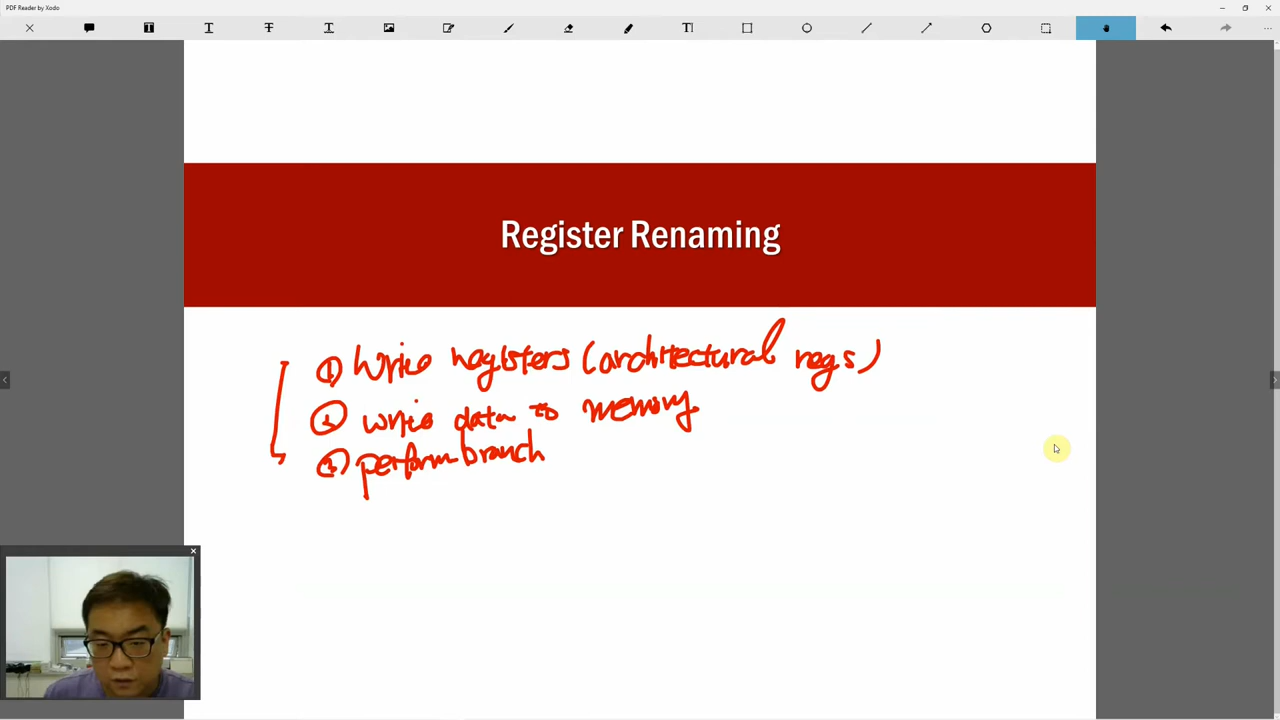 PDF Reader by Xodo
Register Renaming
① Write registers (architectural regs)
② write data to memory.
③ perform branch